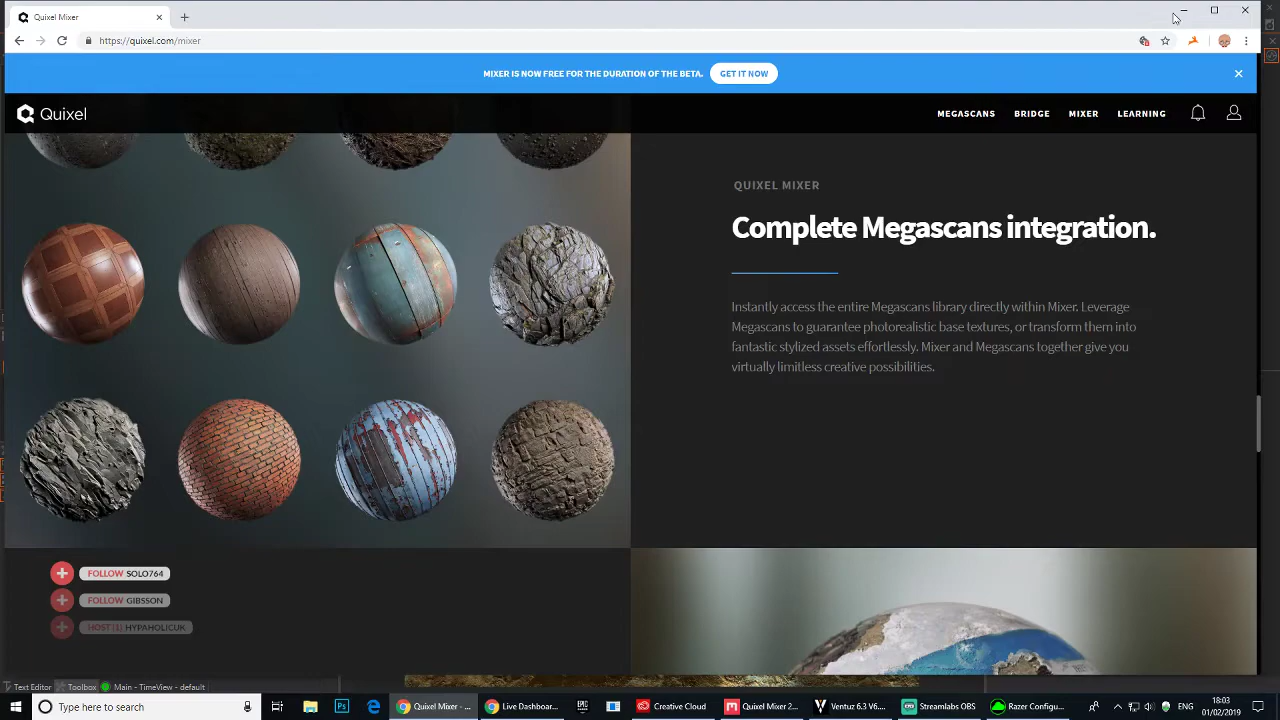 Quixel Mixer
https://quixel.com/mixer
MIXER IS NOW FREE FOR THE DURATION OF THE BETA. GET IT NOW
Quixel
MEGASCANS BRIDGE MIXER LEARNING
QUIXEL MIXER
Complete Megascans integration.
Instantly access the entire Megascans library directly within Mixer. Leverage
Megascans to guarantee photorealistic base textures, or transform them into
fantastic stylized assets effortlessly. Mixer and Megascans together give you
virtually limitless creative possibilities.
FOLLOW SOLO764
FOLLOW GIBSSON
HOST (1) HYPAHOLICUK
Text Editor Toolbox Main - TimeView - default
Type here to search
Quixel Mixer - ... Live Dashboar... EPIC GAMES Creative Cloud Quixel Mixer 2... Ventuz 6.3 V6... Streamlabs OBS Razer Configu...
ENG
18:03
01/02/2019